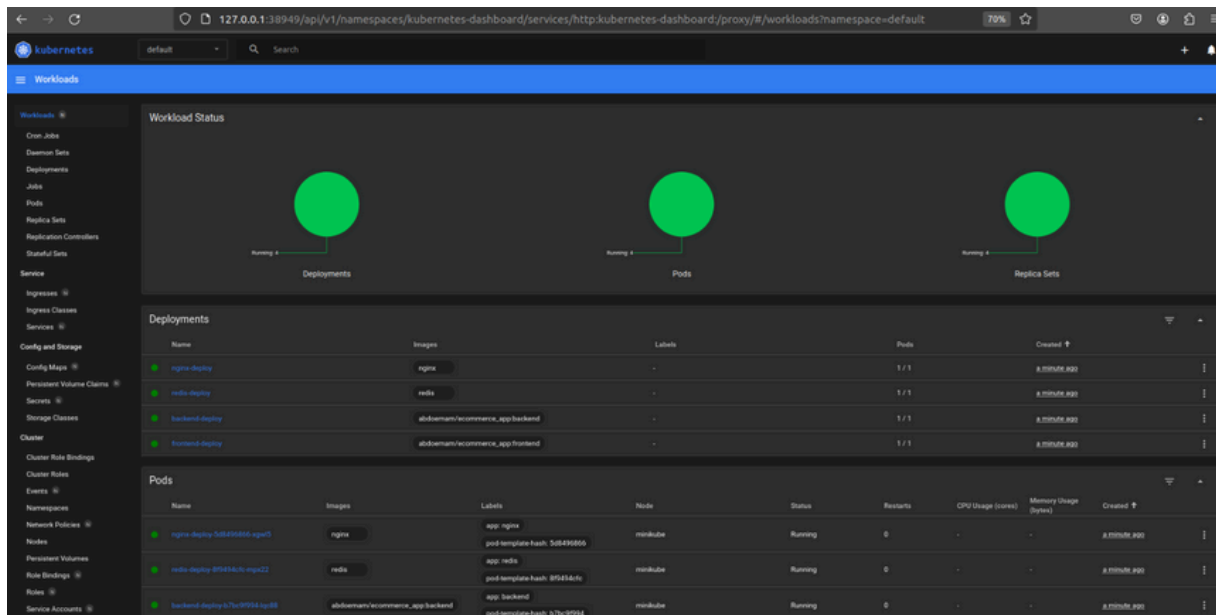 127.0.0.1:38949/api/v1/namespaces/kubernetes-dashboard/services/http:kubernetes-dashboard:/proxy/#/workloads?namespace=default 70%
kubernetes default Search
Workloads
Workloads N
Cron Jobs
Daemon Sets
Deployments
Jobs
Pods
Replica Sets
Replication Controllers
Stateful Sets
Service
Ingresses N
Ingress Classes
Services N
Config and Storage
Config Maps N
Persistent Volume Claims N
Secrets N
Storage Classes
Cluster
Cluster Role Bindings
Cluster Roles
Events N
Namespaces
Network Policies N
Nodes
Persistent Volumes
Role Bindings N
Roles N
Service Accounts N
Workload Status
Running: 4 Running: 4 Running: 4
Deployments Pods Replica Sets
Deployments
Name Images Labels Pods Created
nginx-deploy nginx - 1 / 1 a minute ago
redis-deploy redis - 1 / 1 a minute ago
backend-deploy abdoemam/ecommerce_app:backend - 1 / 1 a minute ago
frontend-deploy abdoemam/ecommerce_app:frontend - 1 / 1 a minute ago
Pods
Name Images Labels Node Status Restarts CPU Usage (cores) Memory Usage (bytes) Created
nginx nginx app: nginx minikube Running 0 - - a minute ago
pod-template-hash: 5d8496866
redis app: redis minikube Running 0 - - a minute ago
pod-template-hash: 8f9494cfc
abdoemam/ecommerce_app:backend app: backend minikube Running 0 - - a minute ago
pod-template-hash: b7bc9f994